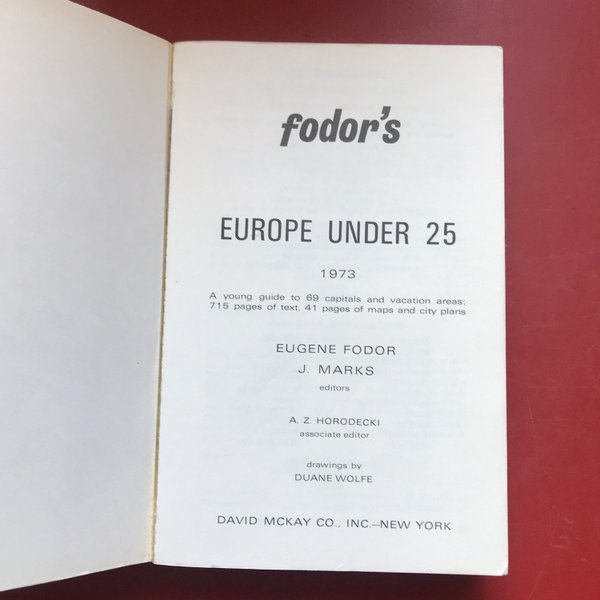 fodor's
EUROPE UNDER 25
1973
A young guide to 69 capitals and vacation areas;
715 pages of text, 41 pages of maps and city plans
EUGENE FODOR
J. MARKS
editors
A. Z. HORODECKI
associate editor
drawings by
DUANE WOLFE
DAVID MCKAY CO., INC.—NEW YORK